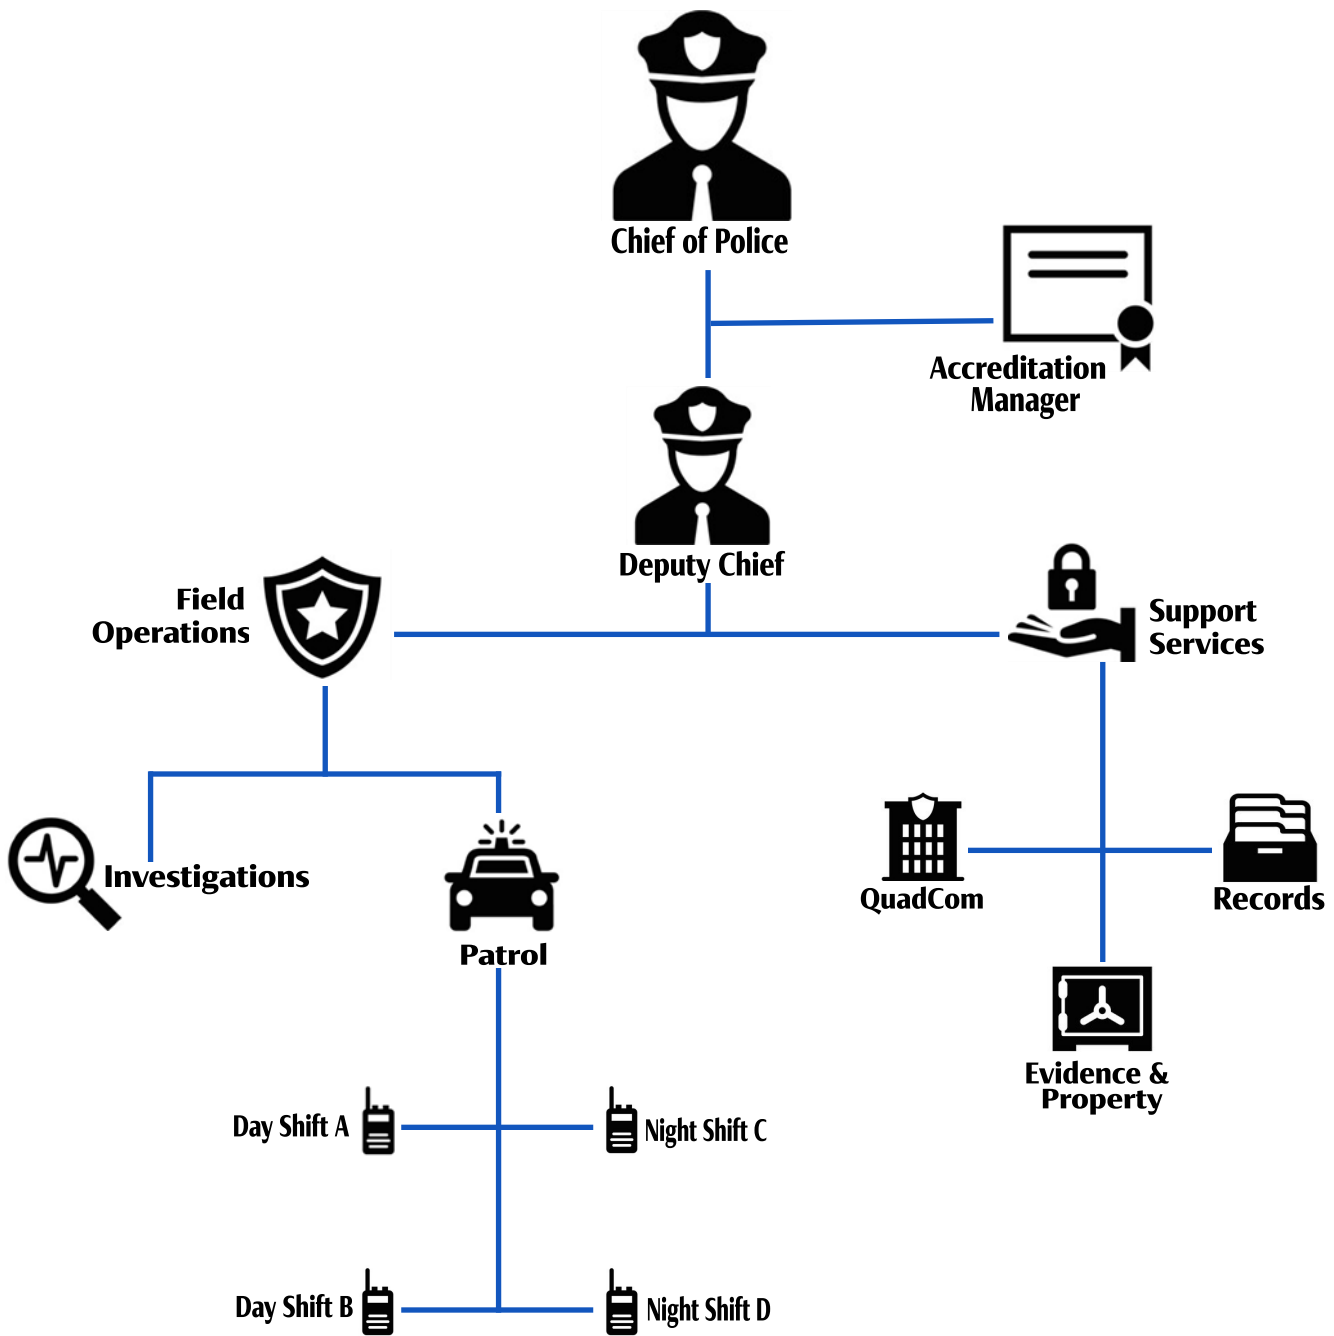 Chief of Police
Accreditation
Manager
Deputy Chief
Field
Operations
Support
Services
Investigations
Patrol
QuadCom
Records
Evidence &
Property
Day Shift A
Night Shift C
Day Shift B
Night Shift D